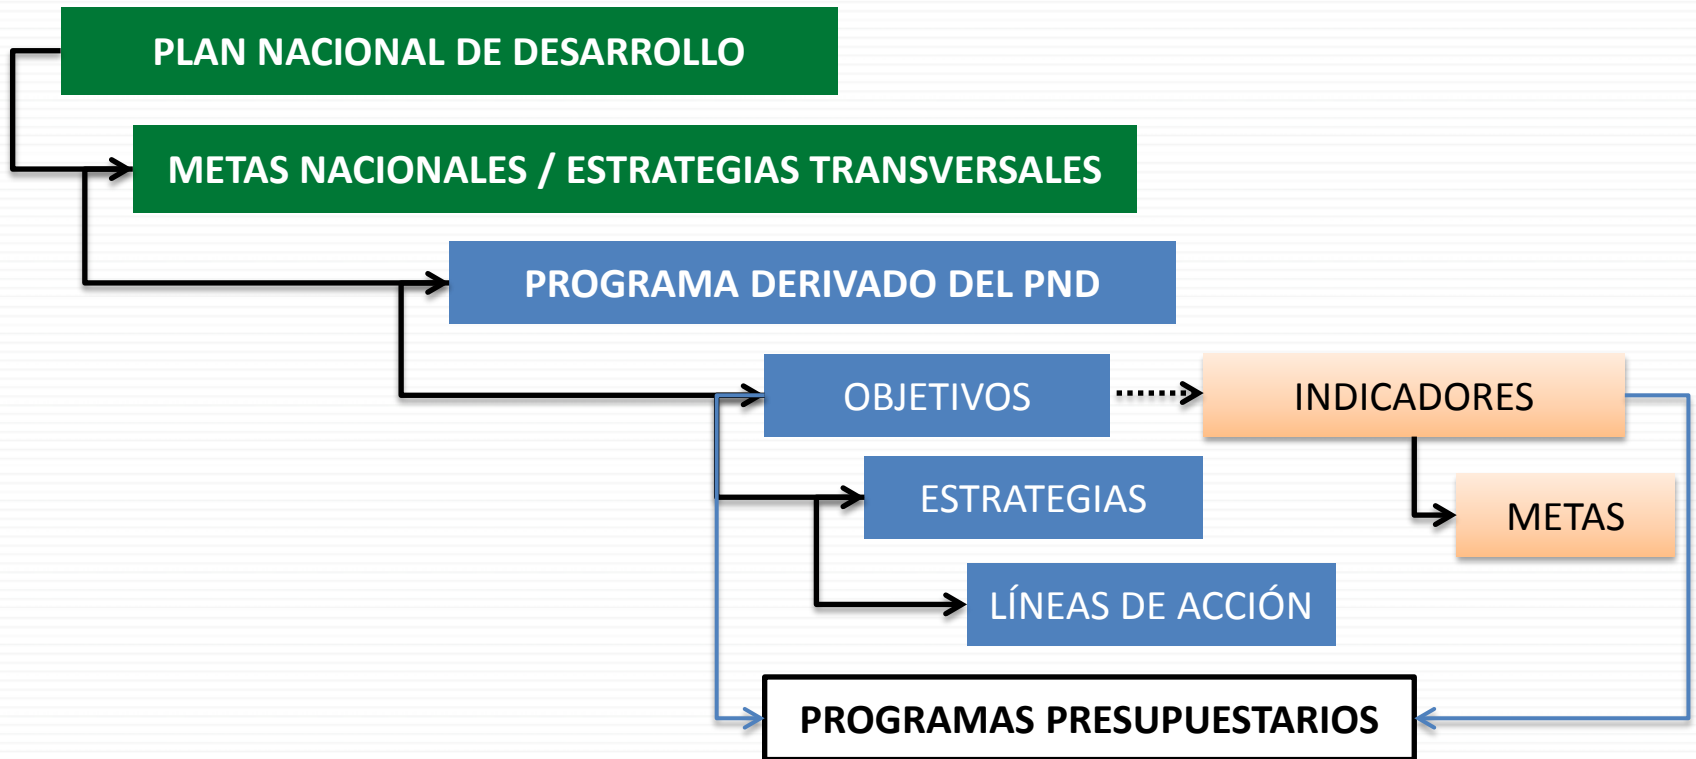 PLAN NACIONAL DE DESARROLLO
METAS NACIONALES / ESTRATEGIAS TRANSVERSALES
PROGRAMA DERIVADO DEL PND
OBJETIVOS
INDICADORES
ESTRATEGIAS
METAS
LÍNEAS DE ACCIÓN
PROGRAMAS PRESUPUESTARIOS